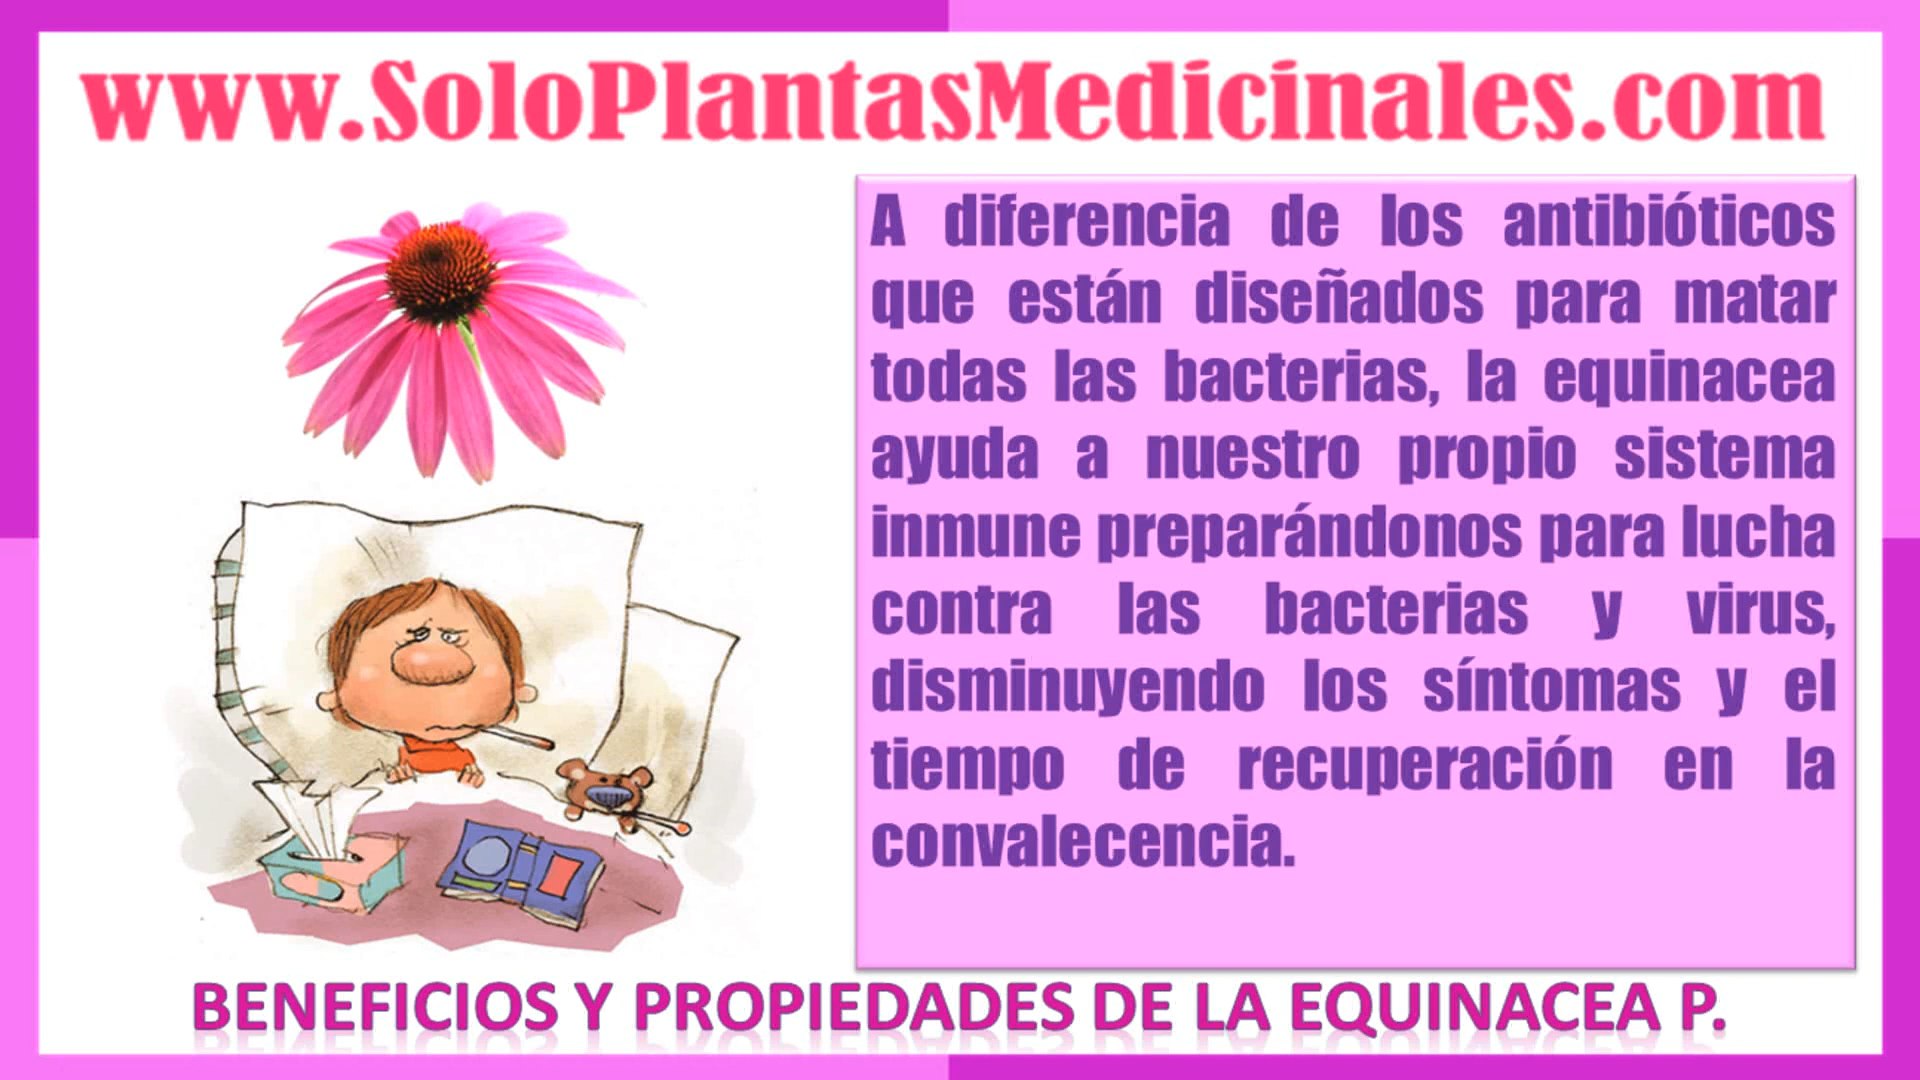 www.SoloPlantasMedicinales.com
A diferencia de los antibióticos
que están diseñados para matar
todas las bacterias, la equinacea
ayuda a nuestro propio sistema
inmune preparándonos para lucha
contra las bacterias y virus,
disminuyendo los síntomas y el
tiempo de recuperación en la
convalecencia.
BENEFICIOS Y PROPIEDADES DE LA EQUINACEA P.